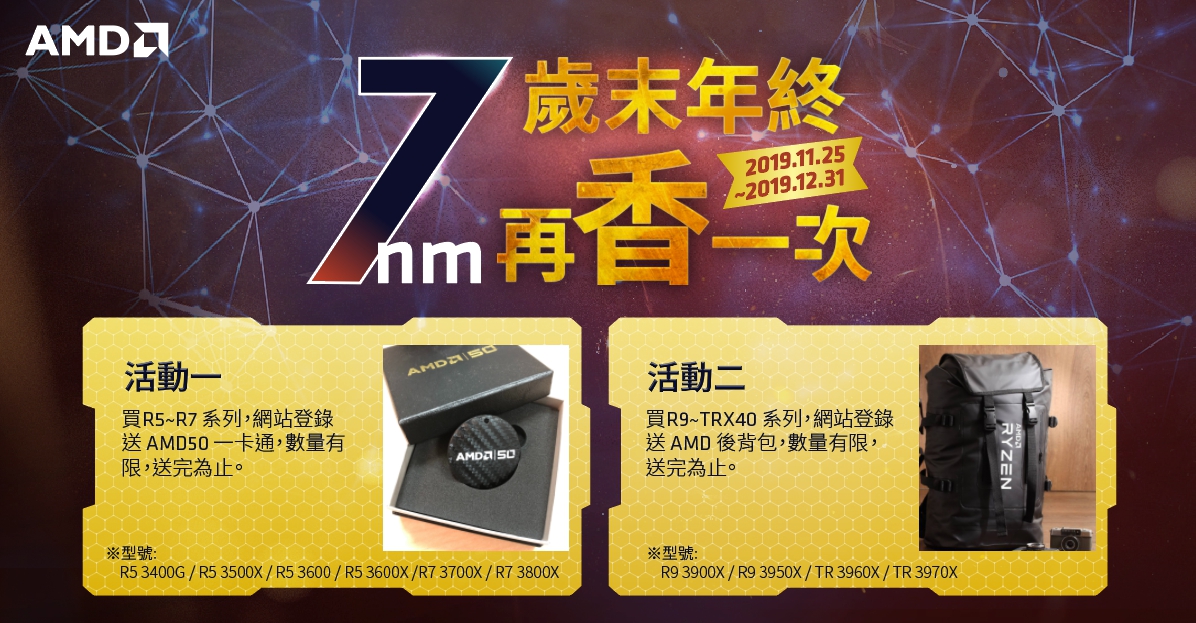 AMD
7nm
歲末年終
再香一次
2019.11.25
~2019.12.31
活動一
買R5~R7 系列,網站登錄
送 AMD50 一卡通,數量有
限,送完為止。
※型號:
R5 3400G / R5 3500X / R5 3600 / R5 3600X /R7 3700X / R7 3800X
AMD 50
AMD 50
活動二
買R9~TRX40 系列,網站登錄
送 AMD 後背包,數量有限,
送完為止。
※型號:
R9 3900X / R9 3950X / TR 3960X / TR 3970X
AMD
RYZEN